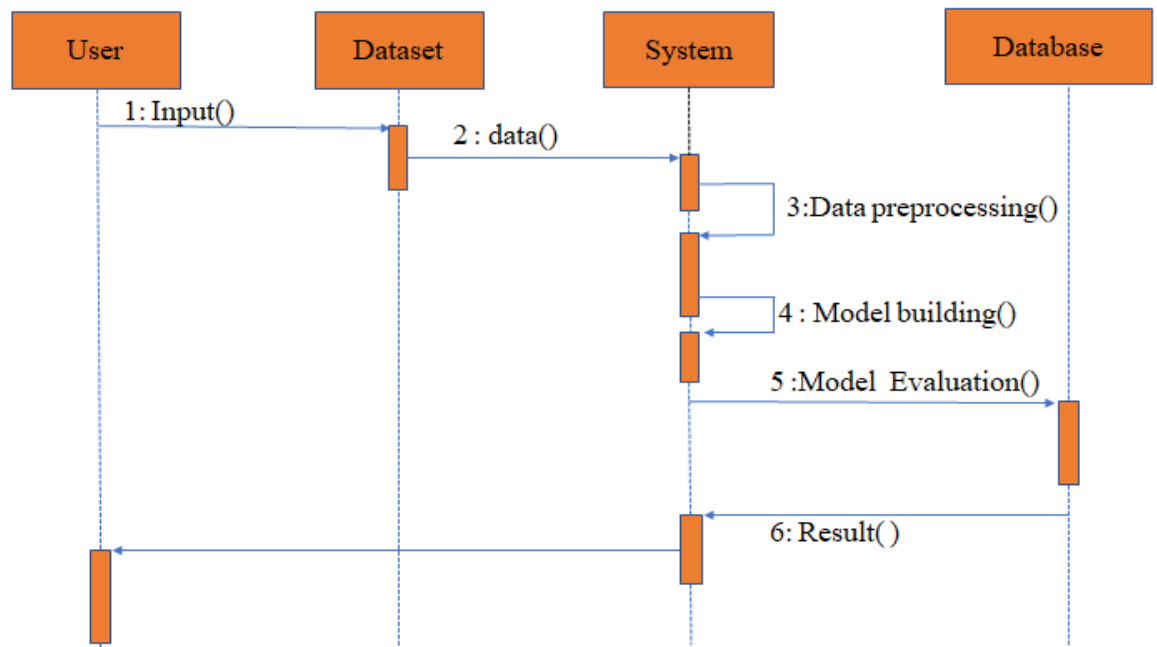 User
Dataset
System
Database
1: Input()
2 : data()
3:Data preprocessing()
4 : Model building()
5 :Model Evaluation()
6: Result( )